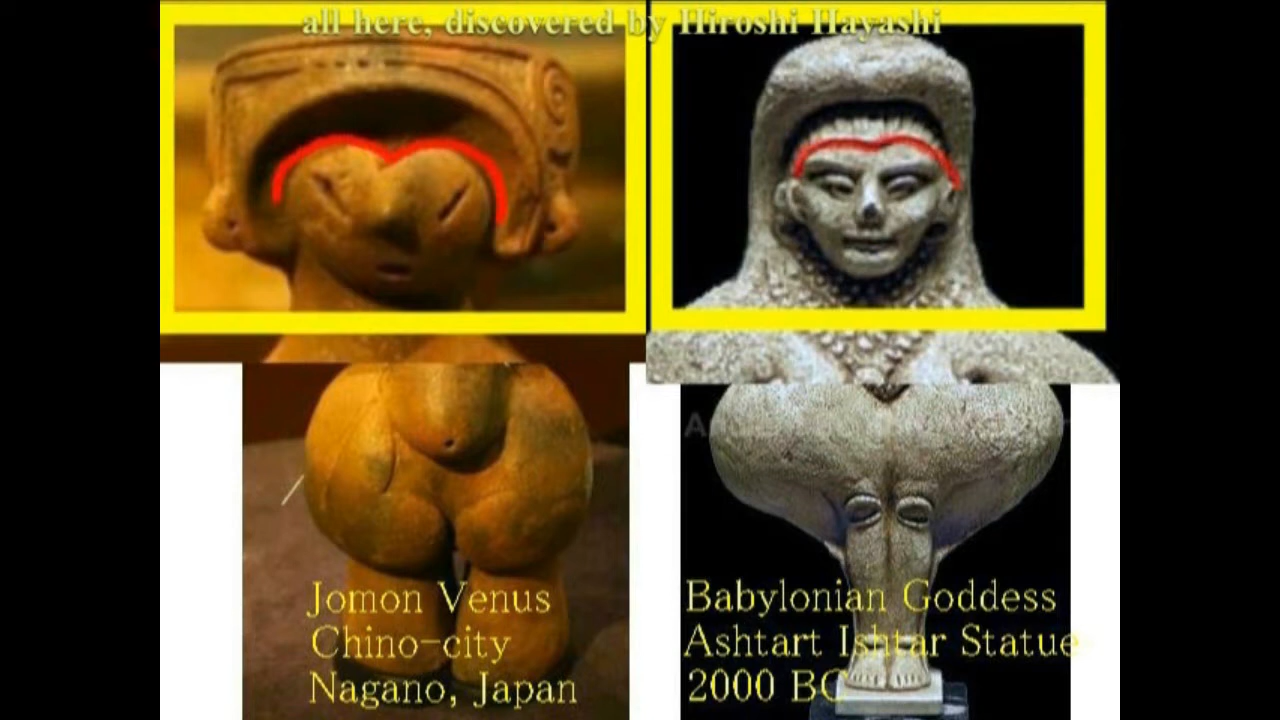 all here, discovered by Hiroshi Hayashi
Jomon Venus
Chino-city
Nagano, Japan
Babylonian Goddess
Ashtart Ishtar Statue
2000 BC